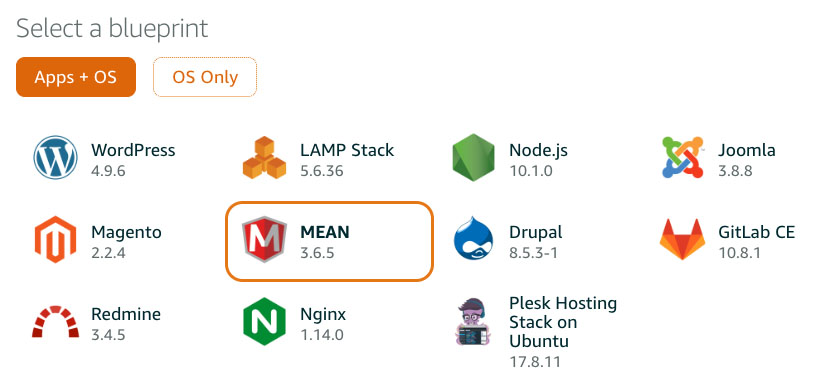 Select a blueprint
Apps + OS
OS Only
WordPress
4.9.6
LAMP Stack
5.6.36
Node.js
10.1.0
Joomla
3.8.8
Magento
2.2.4
MEAN
3.6.5
Drupal
8.5.3-1
GitLab CE
10.8.1
Redmine
3.4.5
Nginx
1.14.0
Plesk Hosting
Stack on
Ubuntu
17.8.11